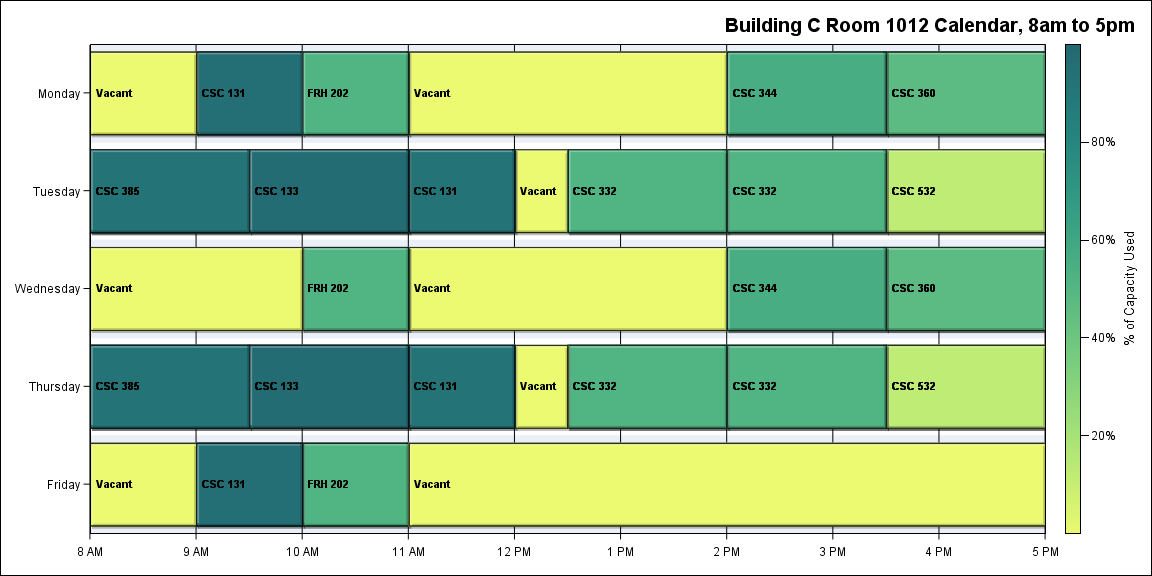 Building C Room 1012 Calendar, 8am to 5pm
Monday
Vacant
CSC 131
FRH 202
Vacant
CSC 344
CSC 360
Tuesday
CSC 385
CSC 133
CSC 131
Vacant
CSC 332
CSC 332
CSC 532
Wednesday
Vacant
FRH 202
Vacant
CSC 344
CSC 360
Thursday
CSC 385
CSC 133
CSC 131
Vacant
CSC 332
CSC 332
CSC 532
Friday
Vacant
CSC 131
FRH 202
Vacant
8 AM
9 AM
10 AM
11 AM
12 PM
1 PM
2 PM
3 PM
4 PM
5 PM
80%
60%
40%
20%
% of Capacity Used